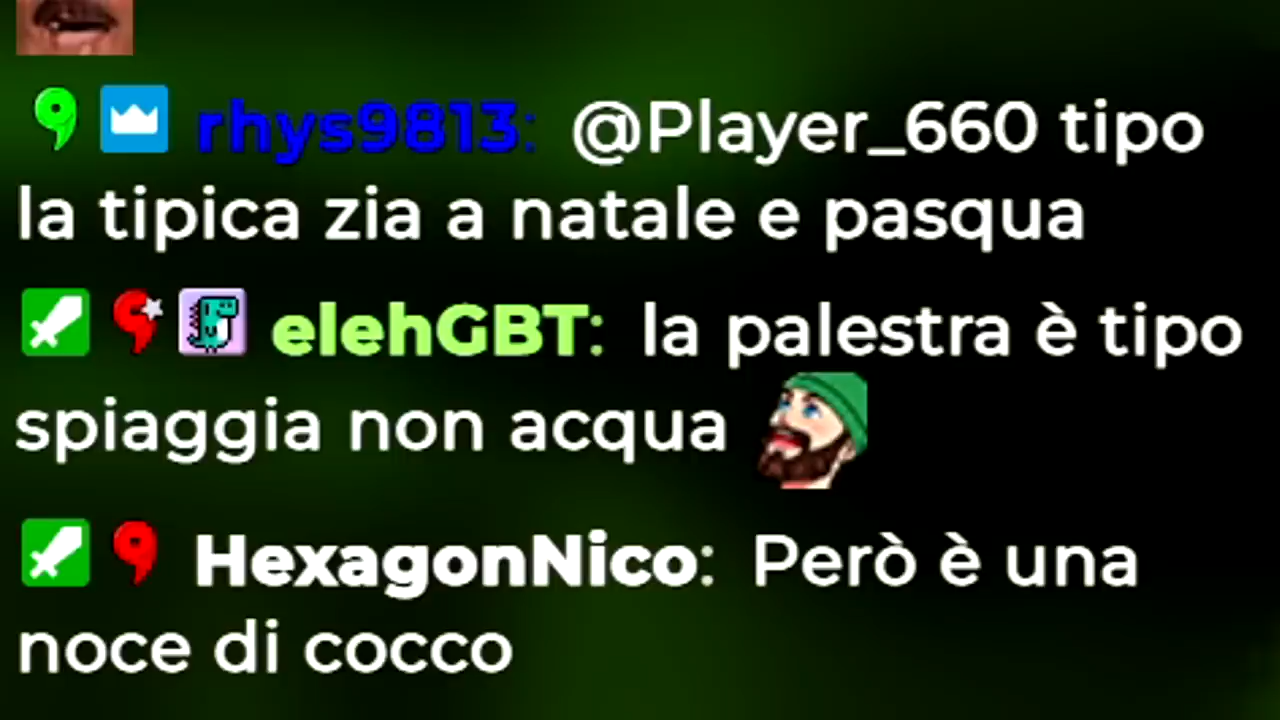 rhys9813: @Player_660 tipo
la tipica zia a natale e pasqua
elehGBT: la palestra è tipo
spiaggia non acqua
HexagonNico: Però è una
noce di cocco